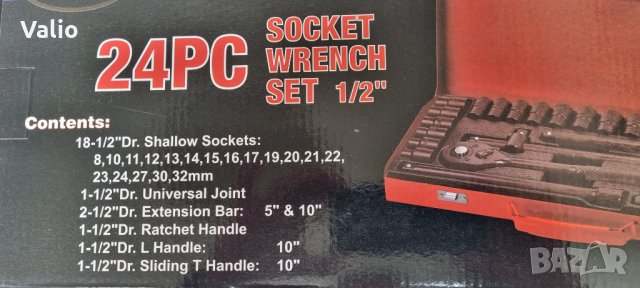 Valio
24PC
SOCKET
WRENCH
SET 1/2"
Contents:
18-1/2"Dr. Shallow Sockets:
8,10,11,12,13,14,15,16,17,19,20,21,22,
23,24,27,30,32mm
1-1/2"Dr. Universal Joint
2-1/2"Dr. Extension Bar: 5" & 10"
1-1/2"Dr. Ratchet Handle
1-1/2"Dr. L Handle: 10"
1-1/2"Dr. Sliding T Handle: 10"
BAZAR